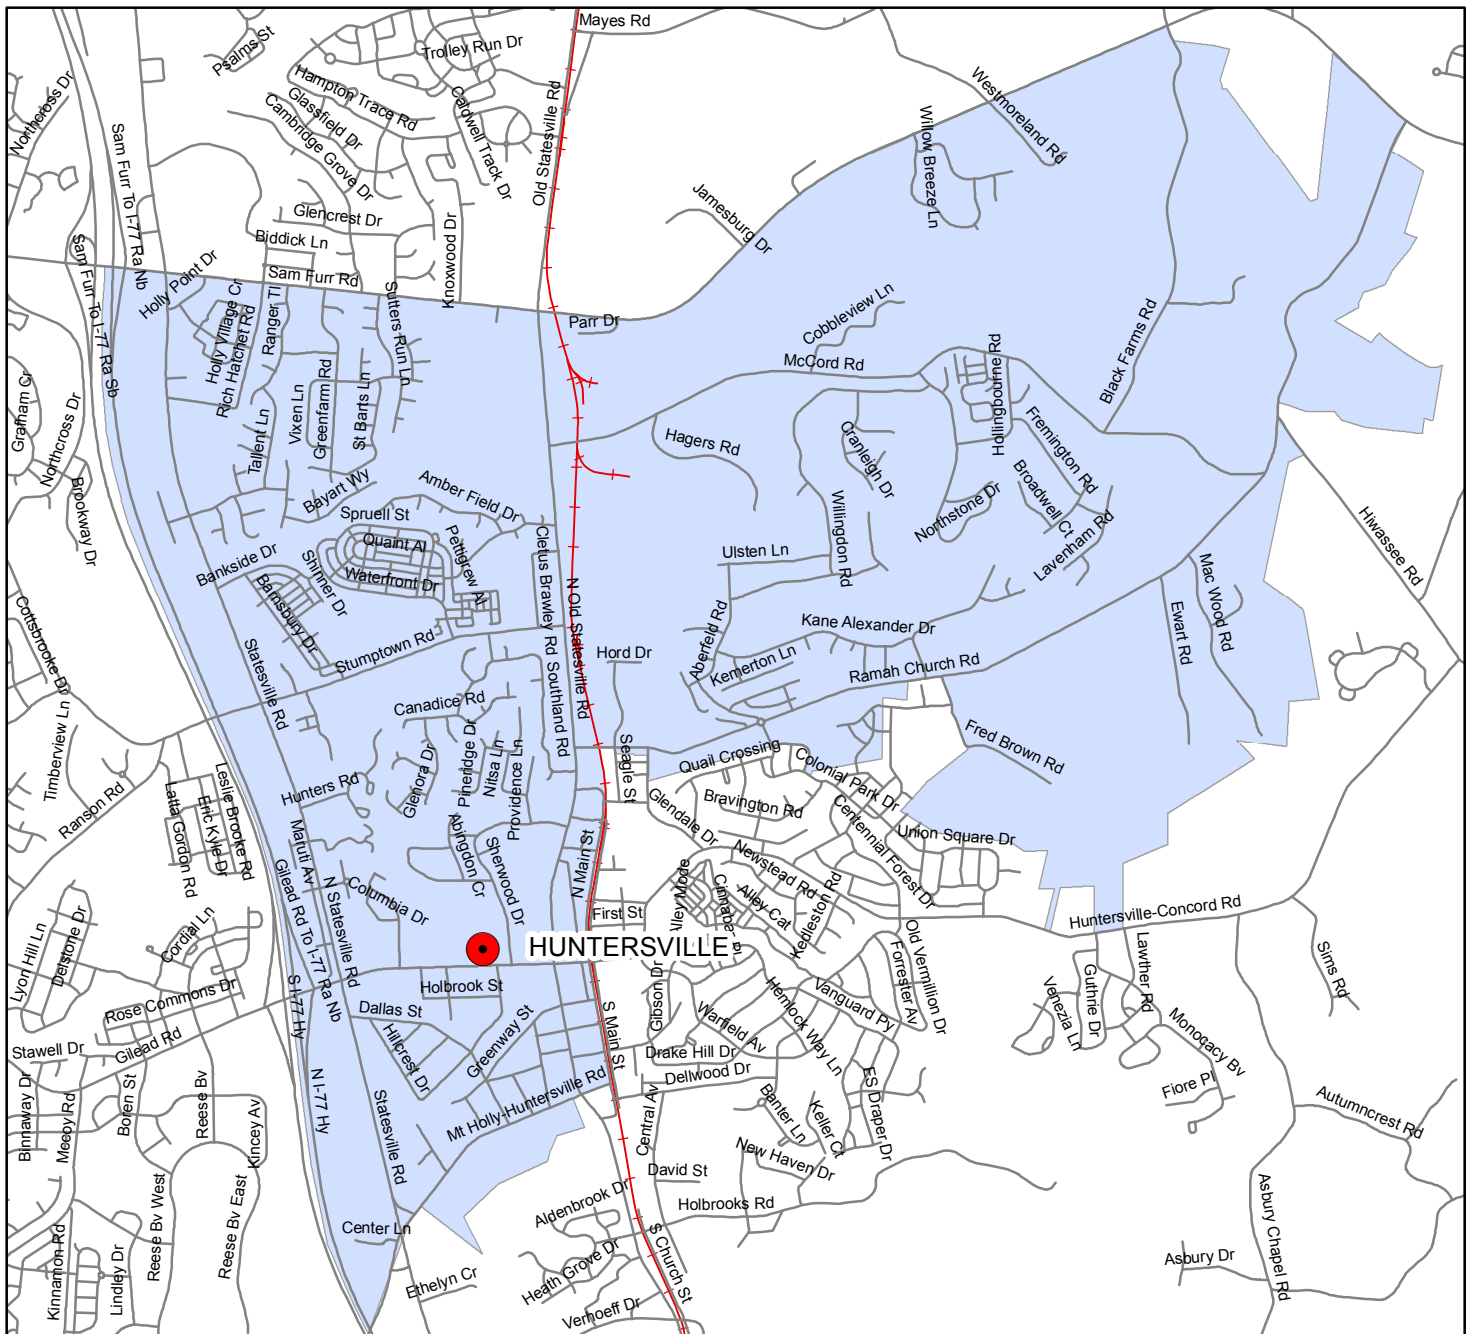 Mayes Rd
Psalms St
Trolley Run Dr
Northcross Dr
Hampton Trace Rd
Glassfield Dr
Cambridge Grove Dr
Caldwell Track Dr
Old Statesville Rd
Westmoreland Rd
Willow Breeze Ln
Sam Furr To I-77 Ra Nb
Sam Furr To I-77 Ra Sb
Glencrest Dr
Biddick Ln
Knoxwood Dr
Jamesburg Dr
Holly Point Dr
Sam Furr Rd
Holly Village Cr
Rich Hatchet Rd
Ranger Tl
Sutters Run Ln
Parr Dr
Cobbleview Ln
McCord Rd
Hollingbourne Rd
Black Farms Rd
Graffham Cr
Northcross Dr
Brookway Dr
Tallent Ln
Vixen Ln
Greenfarm Rd
St Barts Ln
Hagers Rd
Cranleigh Dr
Fremington Rd
Broadwell Ct
Northstone Dr
Lavenham Rd
Hiwassee Rd
Bayart Wy
Amber Field Dr
Spruell St
Quaint Al
Pettigrew Al
Waterfront Dr
Bankside Dr
Shinner Dr
Barnsbury Dr
Cletus Brawley Rd
Southland Rd
N Old Statesville Rd
Ulsten Ln
Willingdon Rd
Mac Wood Rd
Ewart Rd
Cottsbrooke Dr
Statesville Rd
Stumptown Rd
Hord Dr
Aberfeld Rd
Kane Alexander Dr
Kemerton Ln
Ramah Church Rd
Timberview Ln
Canadice Rd
Fred Brown Rd
Ranson Rd
Leslie Brooke Rd
Eric Kyle Dr
Latta Gordon Rd
Hunters Rd
Glenora Dr
Pineridge Dr
Nitsa Ln
Providence Ln
Seagle St
Quail Crossing
Colonial Park Dr
Bravington Rd
Glendale Dr
Centennial Forest Dr
Union Square Dr
Maruti Av
Abingdon Cr
Sherwood Dr
N Main St
Newstead Rd
Alley Mode
Cinnabar Pl
Alley Cat
Kedleston Rd
Gilead Rd To I-77 Ra Nb
N Statesville Rd
Columbia Dr
First St
Huntersville-Concord Rd
Lyon Hill Ln
Delstone Dr
Cordial Ln
HUNTERSVILLE
Old Vermillion Dr
Forrester Av
Sims Rd
Lawther Rd
Guthrie Dr
Venezia Ln
Monocacy Bv
Fiore Pl
Rose Commons Dr
S I-77 Hy
Holbrook St
Dallas St
Gibson Dr
Hemlock Way Ln
Vanguard Py
Stawell Dr
Gilead Rd
Hillcrest Dr
Greenway St
S Main St
Warfield Av
Drake Hill Dr
Dellwood Dr
ES Draper Dr
Binnaway Dr
Mccoy Rd
Boren St
Reese Bv
Kincey Av
N I-77 Hy
Statesville Rd
Mt Holly-Huntersville Rd
Central Av
Banter Ln
Keller Ct
Autumncrest Rd
New Haven Dr
David St
Holbrooks Rd
Aldenbrook Dr
Center Ln
Reese Bv West
Reese Bv East
Kinnamon Rd
Lindley Dr
Ethelyn Cr
Heath Grove Dr
Verhoeff Dr
S Church St
Asbury Chapel Rd
Asbury Dr